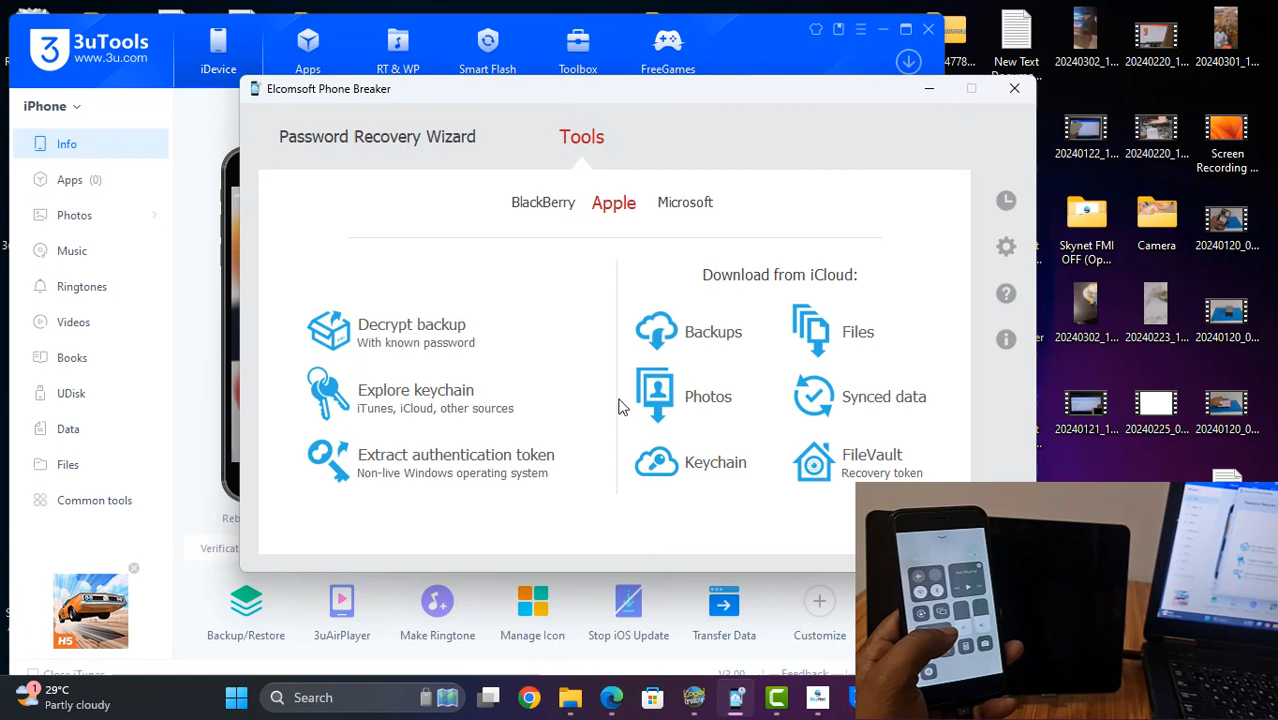 3uTools
www.3u.com
iDevice
Apps
RT & WP
Smart Flash
Toolbox
FreeGames
iPhone
Info
Apps (0)
Photos
Music
Ringtones
Videos
Books
UDisk
Data
Files
Common tools
H5
Elcomsoft Phone Breaker
Password Recovery Wizard
Tools
BlackBerry
Apple
Microsoft
Decrypt backup
With known password
Explore keychain
iTunes, iCloud, other sources
Extract authentication token
Non-live Windows operating system
Download from iCloud:
Backups
Files
Photos
Synced data
Keychain
FileVault
Recovery token
Backup/Restore
3uAirPlayer
Make Ringtone
Manage Icon
Stop iOS Update
Transfer Data
Customize
Feedback
4778...
New Text
20240302_1...
20240220_1...
20240301_1...
20240122_1...
20240220_1...
Screen
Recording ...
Skynet FMI
OFF (Op...
Camera
20240120_0...
20240302_1...
20240223_1...
20240120_0...
20240121_1...
20240225_0...
20240120_0...
1
29°C
Partly cloudy
Search